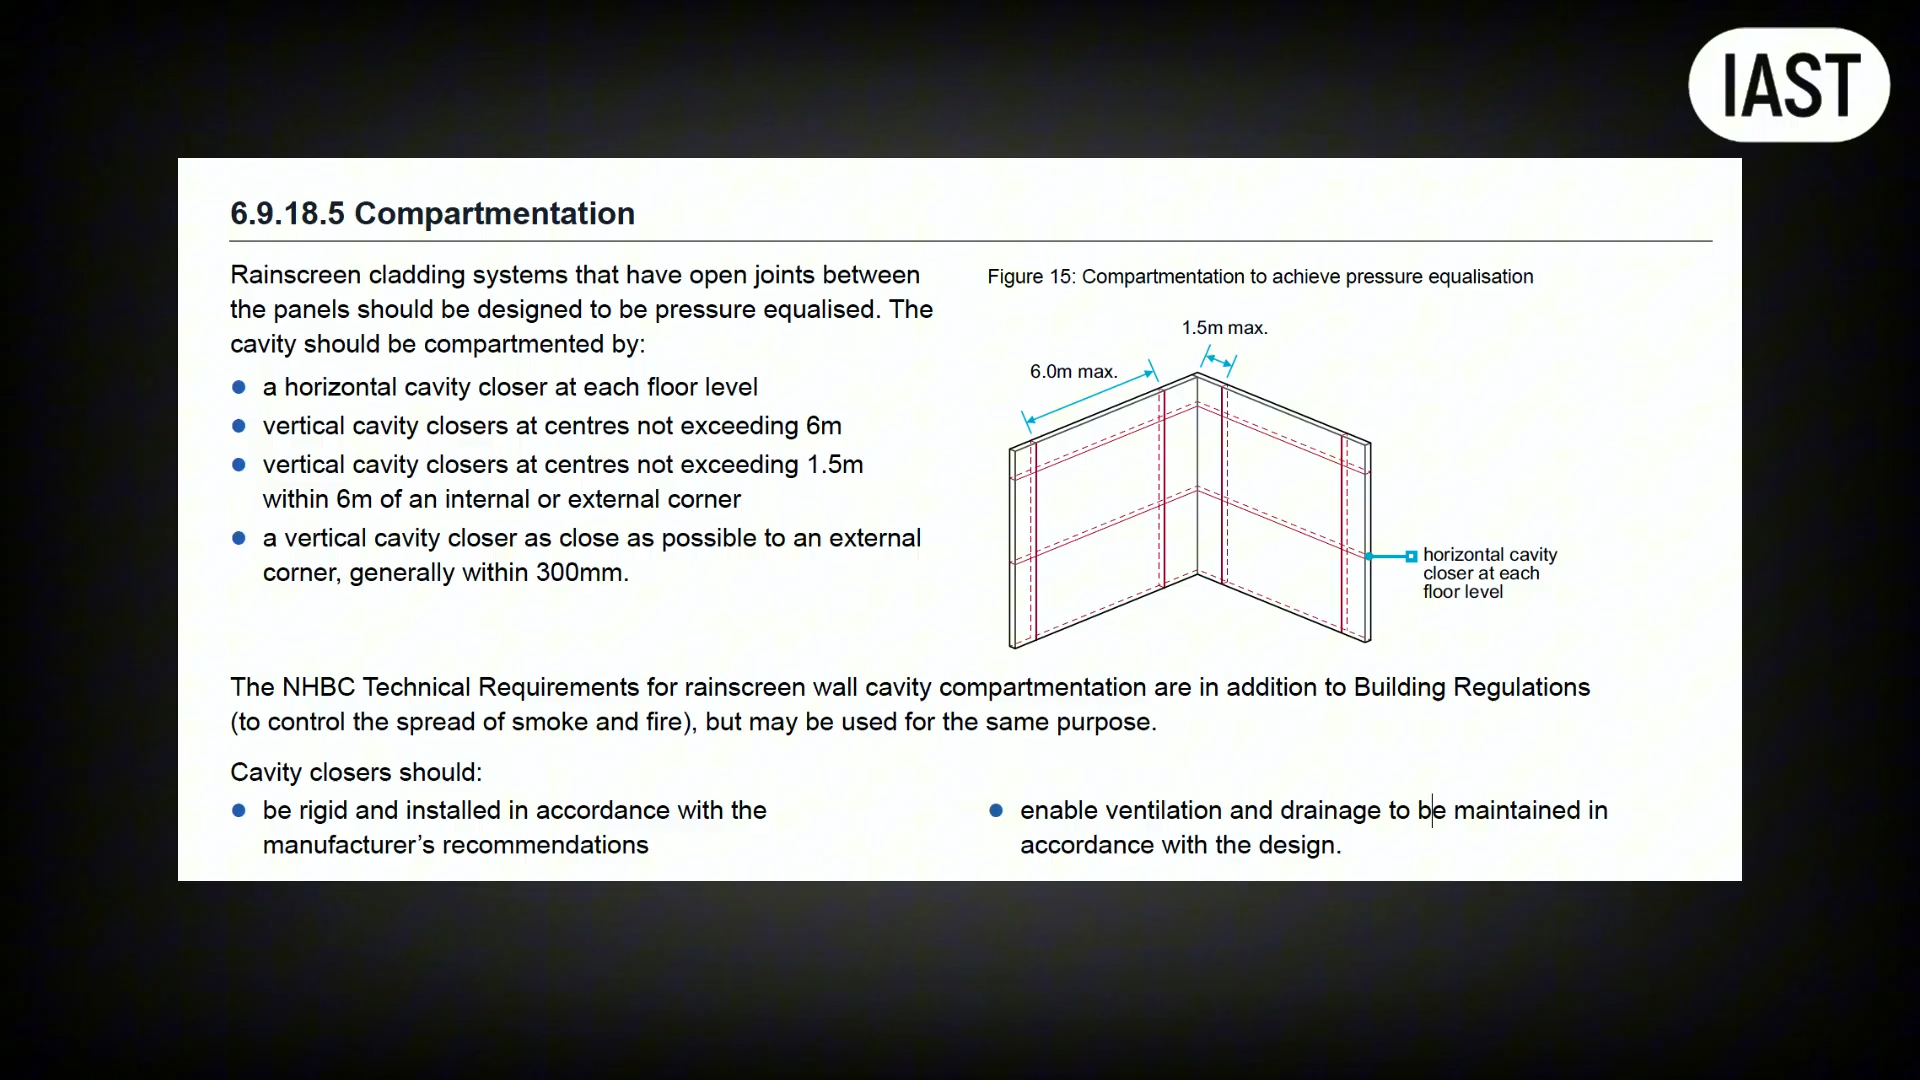 IAST
6.9.18.5 Compartmentation
Rainscreen cladding systems that have open joints between
the panels should be designed to be pressure equalised. The
cavity should be compartmented by:
a horizontal cavity closer at each floor level
vertical cavity closers at centres not exceeding 6m
vertical cavity closers at centres not exceeding 1.5m
within 6m of an internal or external corner
a vertical cavity closer as close as possible to an external
corner, generally within 300mm.
Figure 15: Compartmentation to achieve pressure equalisation
1.5m max.
6.0m max.
horizontal cavity
closer at each
floor level
The NHBC Technical Requirements for rainscreen wall cavity compartmentation are in addition to Building Regulations
(to control the spread of smoke and fire), but may be used for the same purpose.
Cavity closers should:
be rigid and installed in accordance with the
manufacturer’s recommendations
enable ventilation and drainage to be maintained in
accordance with the design.